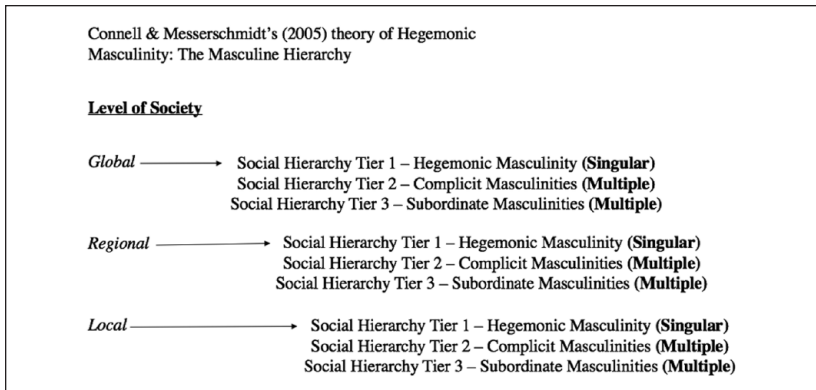 Connell & Messerschmidt's (2005) theory of Hegemonic
Masculinity: The Masculine Hierarchy
Level of Society
Global Social Hierarchy Tier 1 – Hegemonic Masculinity (Singular)
Social Hierarchy Tier 2 – Complicit Masculinities (Multiple)
Social Hierarchy Tier 3 – Subordinate Masculinities (Multiple)
Regional Social Hierarchy Tier 1 – Hegemonic Masculinity (Singular)
Social Hierarchy Tier 2 – Complicit Masculinities (Multiple)
Social Hierarchy Tier 3 – Subordinate Masculinities (Multiple)
Local Social Hierarchy Tier 1 – Hegemonic Masculinity (Singular)
Social Hierarchy Tier 2 – Complicit Masculinities (Multiple)
Social Hierarchy Tier 3 – Subordinate Masculinities (Multiple)